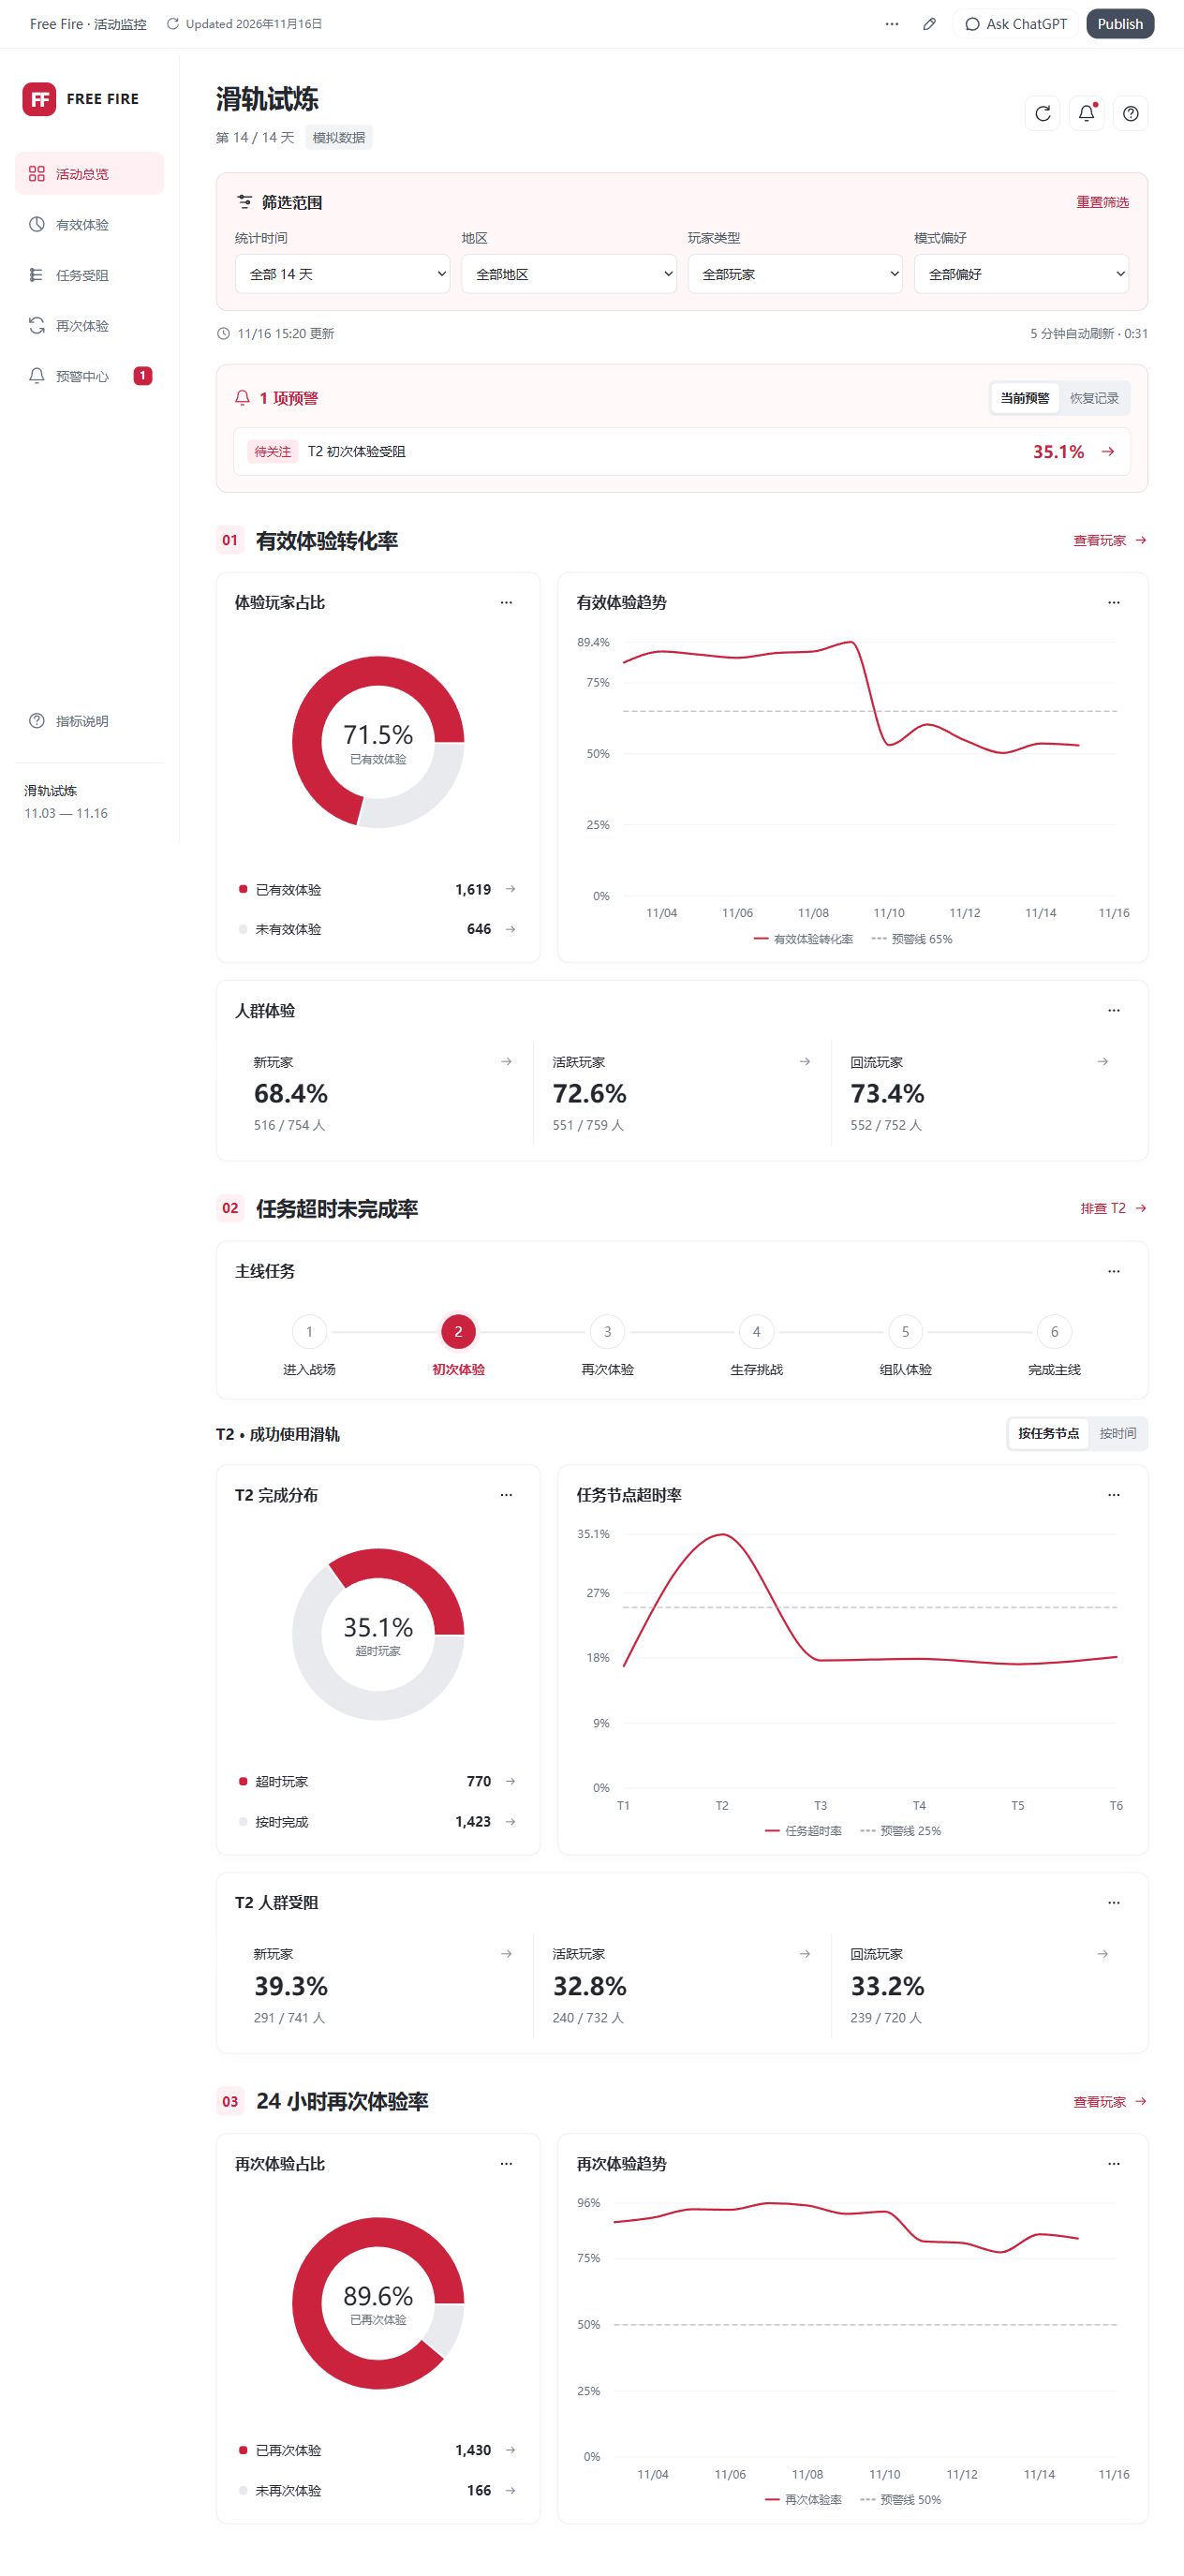 Free Fire · 活动监控
Updated 2026年11月16日
Ask ChatGPT
Publish
FF FREE FIRE
活动总览
有效体验
任务受阻
再次体验
预警中心 1
指标说明
滑轨试炼
11.03 — 11.16
滑轨试炼
第 14 / 14 天 模拟数据
筛选范围 重置筛选
统计时间 地区 玩家类型 模式偏好
全部 14 天 全部地区 全部玩家 全部偏好
11/16 15:20 更新 5 分钟自动刷新 · 0:31
1 项预警 当前预警 恢复记录
待关注 T2 初次体验受阻 35.1%
01 有效体验转化率 查看玩家
体验玩家占比
71.5%
已有效体验
已有效体验 1,619
未有效体验 646
有效体验趋势
89.4%
75%
50%
25%
0%
11/04 11/06 11/08 11/10 11/12 11/14 11/16
有效体验转化率 预警线 65%
人群体验
新玩家 活跃玩家 回流玩家
68.4% 72.6% 73.4%
516 / 754 人 551 / 759 人 552 / 752 人
02 任务超时未完成率 排查 T2
主线任务
1 2 3 4 5 6
进入战场 初次体验 再次体验 生存挑战 组队体验 完成主线
T2 • 成功使用滑轨 按任务节点 按时间
T2 完成分布
35.1%
超时玩家
超时玩家 770
按时完成 1,423
任务节点超时率
35.1%
27%
18%
9%
0%
T1 T2 T3 T4 T5 T6
任务超时率 预警线 25%
T2 人群受阻
新玩家 活跃玩家 回流玩家
39.3% 32.8% 33.2%
291 / 741 人 240 / 732 人 239 / 720 人
03 24 小时再次体验率 查看玩家
再次体验占比
89.6%
已再次体验
已再次体验 1,430
未再次体验 166
再次体验趋势
96%
75%
50%
25%
0%
11/04 11/06 11/08 11/10 11/12 11/14 11/16
再次体验率 预警线 50%